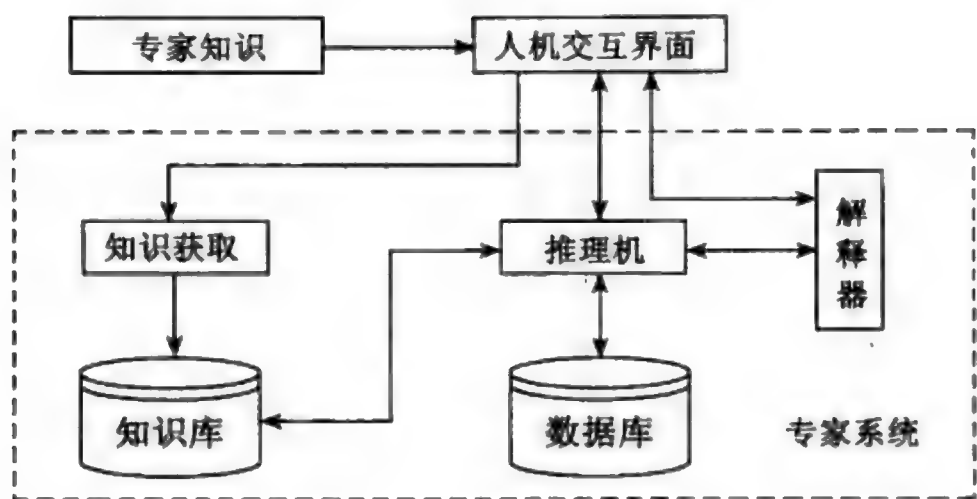 专家知识
人机交互界面
知识获取
推理机
解释器
知识库
数据库
专家系统